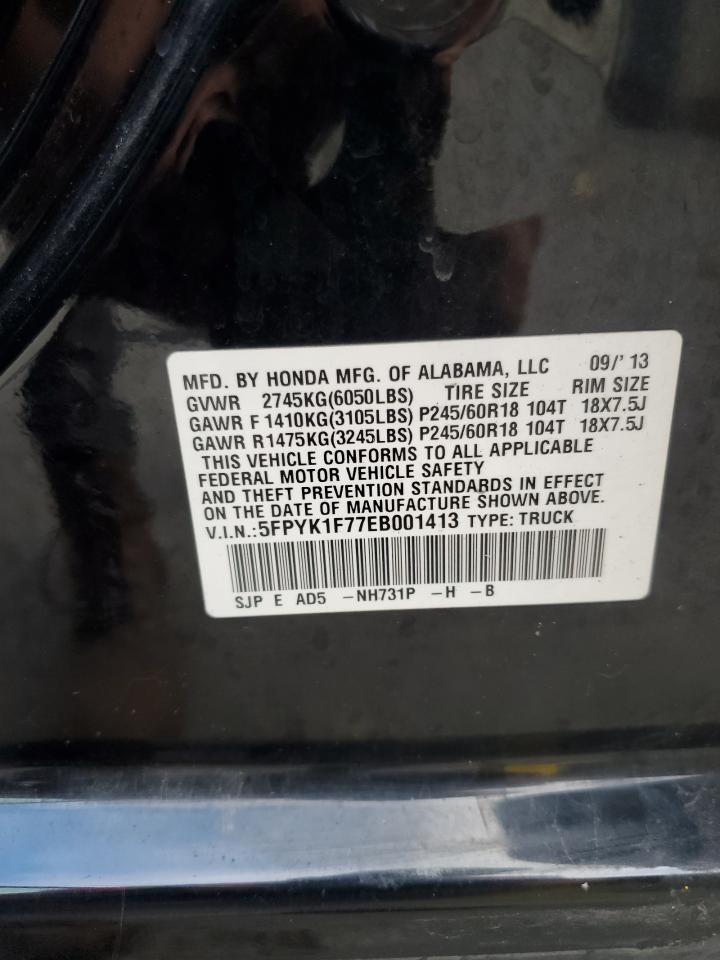 MFD. BY HONDA MFG. OF ALABAMA, LLC 09/'13
GVWR 2745KG(6050LBS) TIRE SIZE RIM SIZE
GAWR F1410KG(3105LBS) P245/60R18 104T 18X7.5J
GAWR R1475KG(3245LBS) P245/60R18 104T 18X7.5J
THIS VEHICLE CONFORMS TO ALL APPLICABLE
FEDERAL MOTOR VEHICLE SAFETY
AND THEFT PREVENTION STANDARDS IN EFFECT
ON THE DATE OF MANUFACTURE SHOWN ABOVE.
V.I.N.:5FPYK1F77EB001413 TYPE: TRUCK
SJP E AD5 -NH731P -H -B